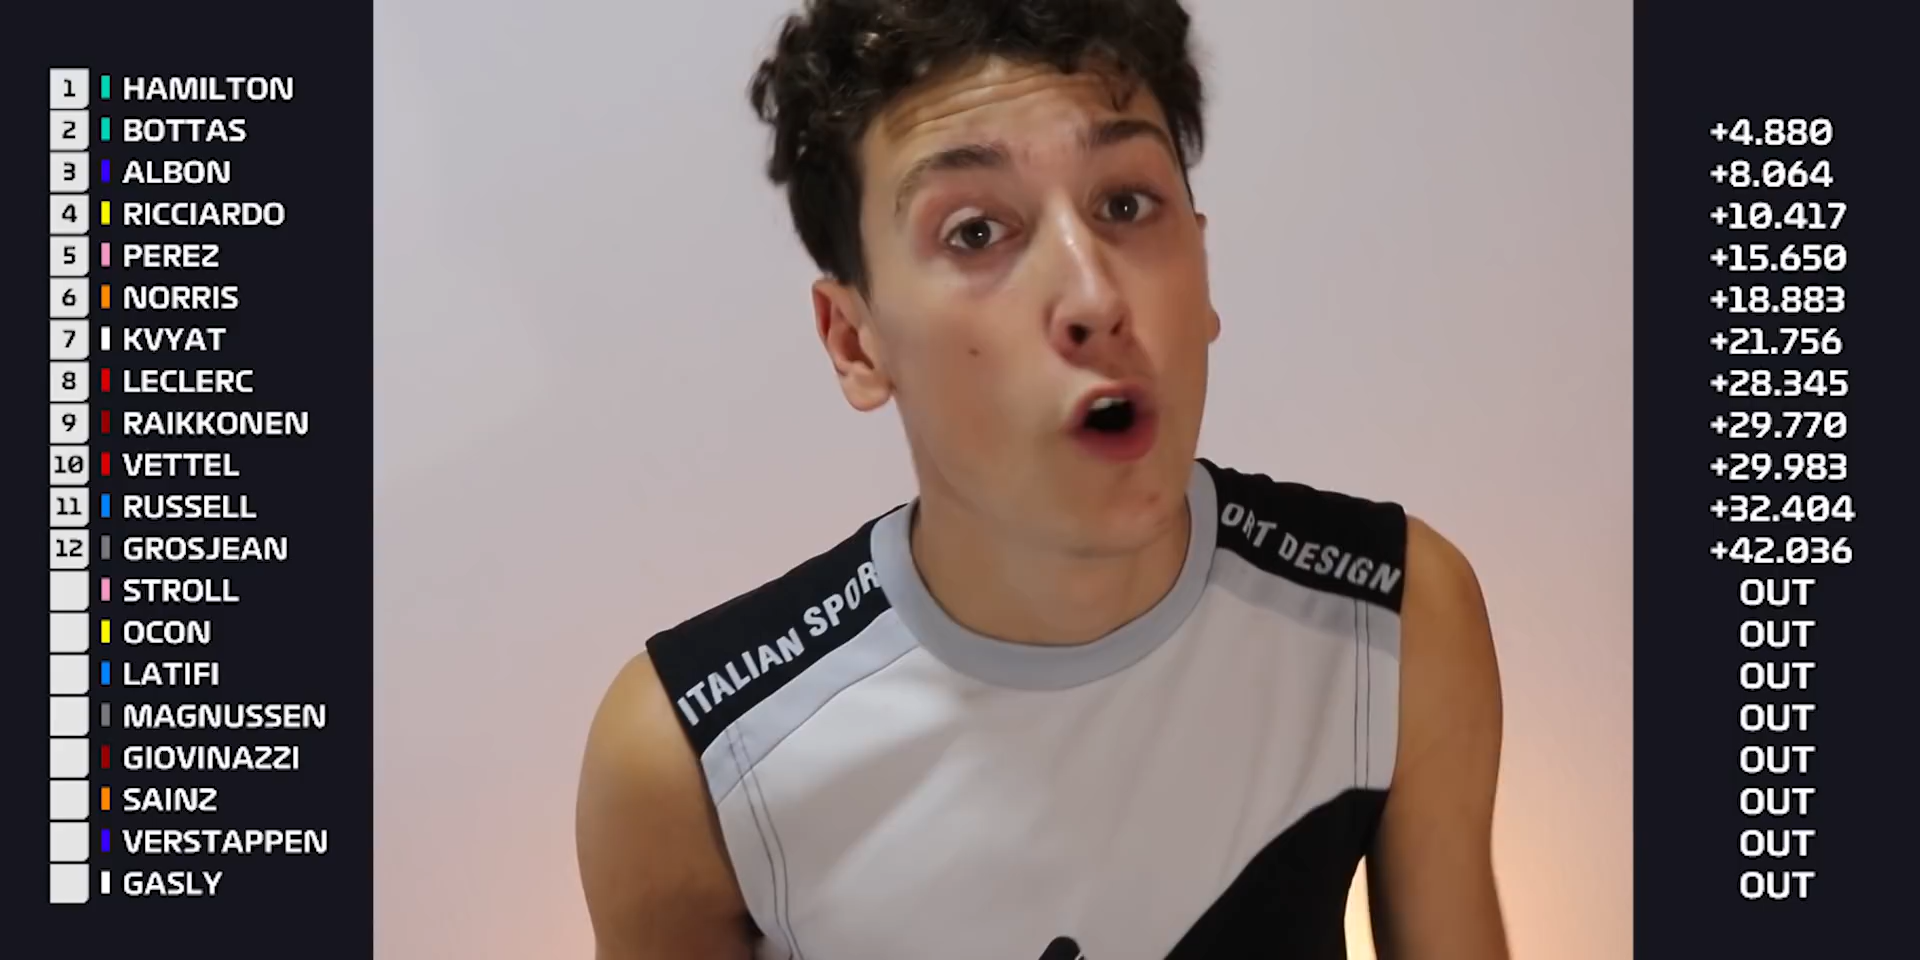 1 HAMILTON
2 BOTTAS +4.880
3 ALBON +8.064
4 RICCIARDO +10.417
5 PEREZ +15.650
6 NORRIS +18.883
7 KVYAT +21.756
8 LECLERC +28.345
9 RAIKKONEN +29.770
10 VETTEL +29.983
11 RUSSELL +32.404
12 GROSJEAN +42.036
STROLL OUT
OCON OUT
LATIFI OUT
MAGNUSSEN OUT
GIOVINAZZI OUT
SAINZ OUT
VERSTAPPEN OUT
GASLY OUT
ITALIAN SPOR
ORT DESIGN